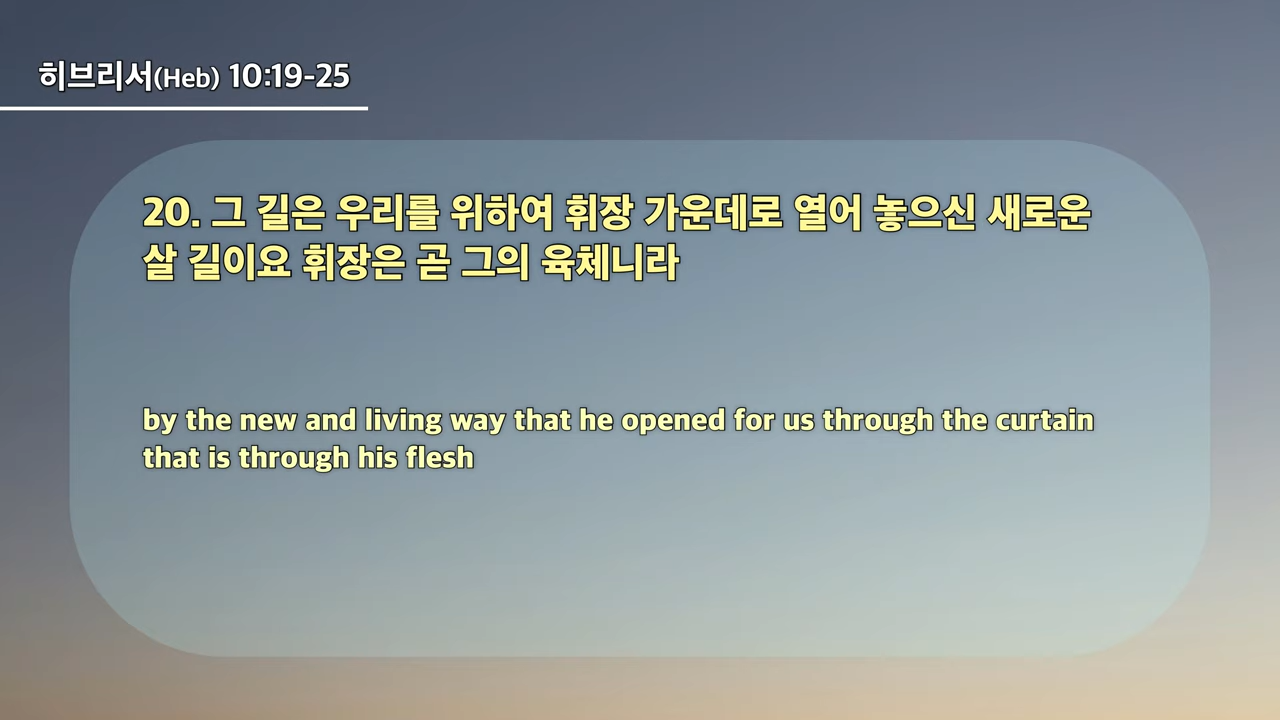 히브리서(Heb) 10:19-25
20. 그 길은 우리를 위하여 휘장 가운데로 열어 놓으신 새로운
살 길이요 휘장은 곧 그의 육체니라
by the new and living way that he opened for us through the curtain
that is through his flesh